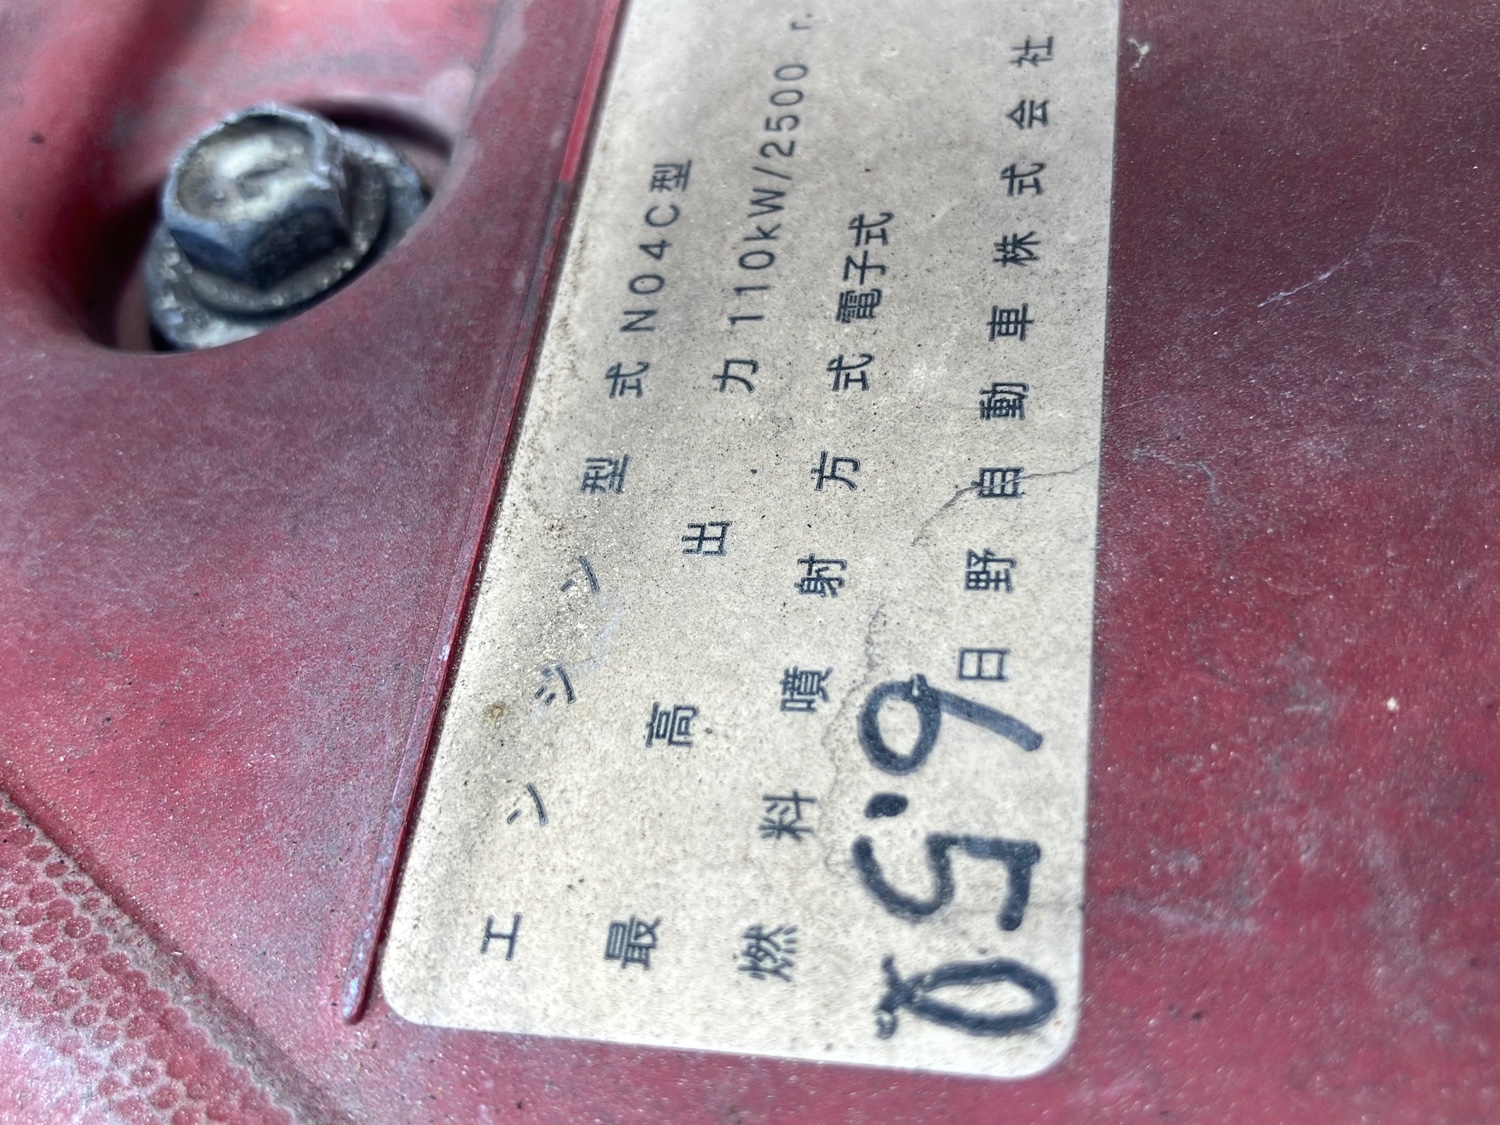 エンジン型式 N04C型
最高出力 110kW/2500 r.
燃料噴射方式 電子式
日野自動車株式会社